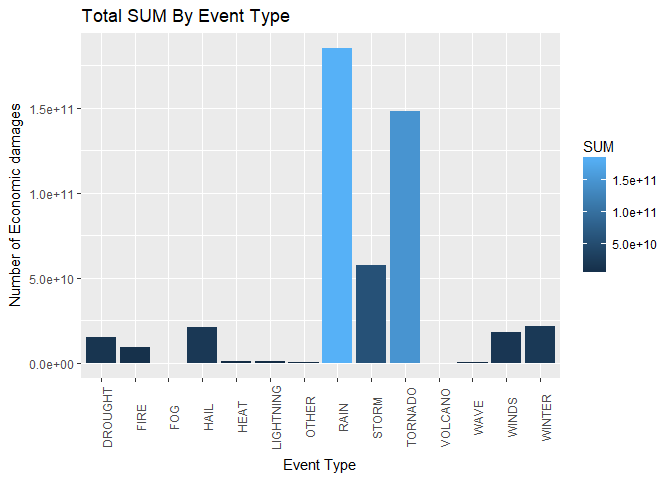 Total SUM By Event Type
Number of Economic damages
1.5e+11
1.0e+11
5.0e+10
0.0e+00
DROUGHT
FIRE
FOG
HAIL
HEAT
LIGHTNING
OTHER
RAIN
STORM
TORNADO
VOLCANO
WAVE
WINDS
WINTER
Event Type
SUM
1.5e+11
1.0e+11
5.0e+10